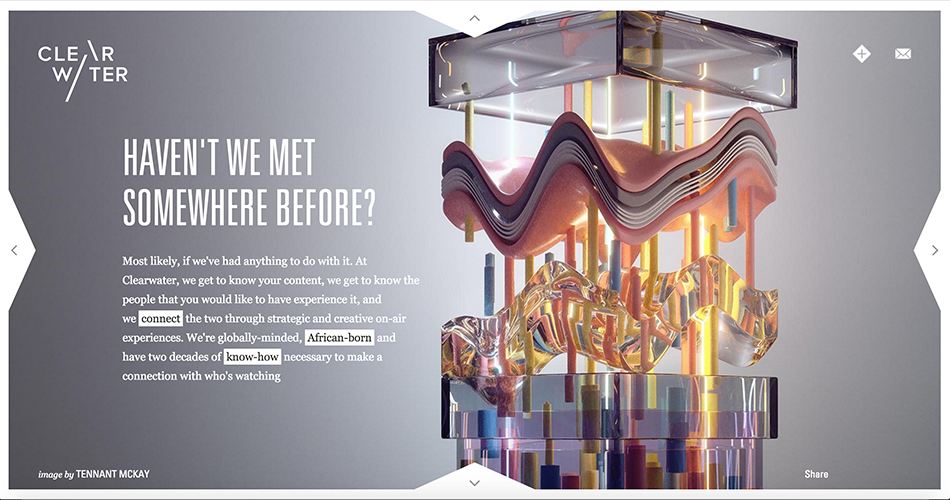 CLEAR
WATER
HAVEN'T WE MET
SOMEWHERE BEFORE?
Most likely, if we've had anything to do with it. At
Clearwater, we get to know your content, we get to know the
people that you would like to have experience it, and
we connect the two through strategic and creative on-air
experiences. We're globally-minded, African-born and
have two decades of know-how necessary to make a
connection with who's watching
image by TENNANT MCKAY
Share